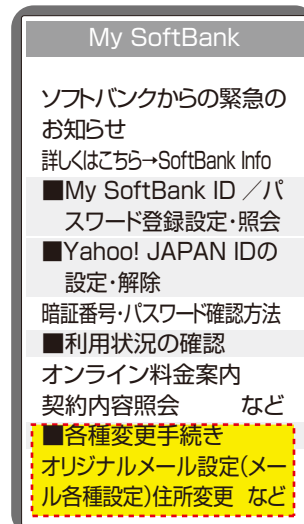 My SoftBank
ソフトバンクからの緊急の
お知らせ
詳しくはこちら→SoftBank Info
■My SoftBank ID ／パ
スワード登録設定・照会
■Yahoo! JAPAN IDの
設定・解除
暗証番号・パスワード確認方法
■利用状況の確認
オンライン料金案内
契約内容照会 など
■各種変更手続き
オリジナルメール設定(メー
ル各種設定)住所変更 など